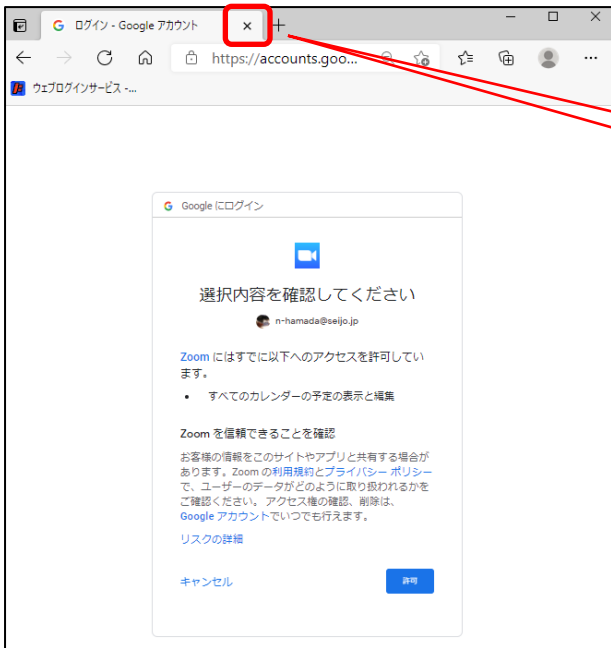 ログイン - Google アカウント
https://accounts.goo...
ウェブログインサービス -...
G Google にログイン
選択内容を確認してください
n-hamada@seijo.jp
Zoom にはすでに以下へのアクセスを許可してい
ます。
• すべてのカレンダーの予定の表示と編集
Zoom を信頼できることを確認
お客様の情報をこのサイトやアプリと共有する場合が
あります。Zoom の利用規約とプライバシー ポリシー
で、ユーザーのデータがどのように取り扱われるかを
ご確認ください。 アクセス権の確認、削除は、
Google アカウントでいつでも行えます。
リスクの詳細
キャンセル
許可